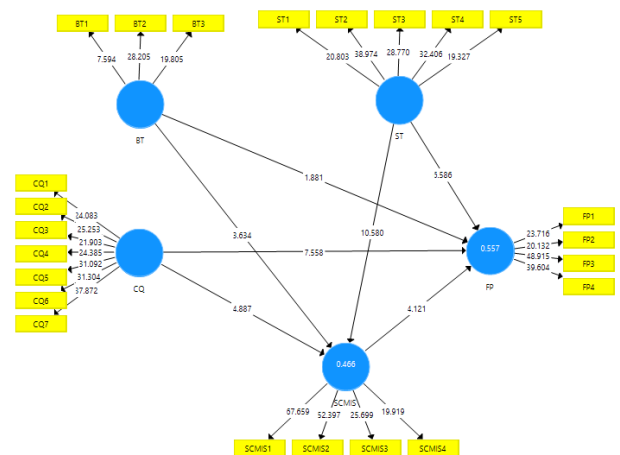 BT1
BT2
BT3
ST1
ST2
ST3
ST4
ST5
7.594
28.205
19.805
20.803
38.974
28.770
32.406
19.327
BT
ST
CQ1
CQ2
CQ3
CQ4
CQ5
CQ6
CQ7
24.083
25.253
21.903
24.385
31.092
31.304
37.872
CQ
1.881
3.634
10.580
3.586
7.558
4.887
4.121
0.557
FP
23.716
20.132
48.915
39.604
FP1
FP2
FP3
FP4
0.466
SCMIS
67.659
52.397
25.699
19.919
SCMIS1
SCMIS2
SCMIS3
SCMIS4